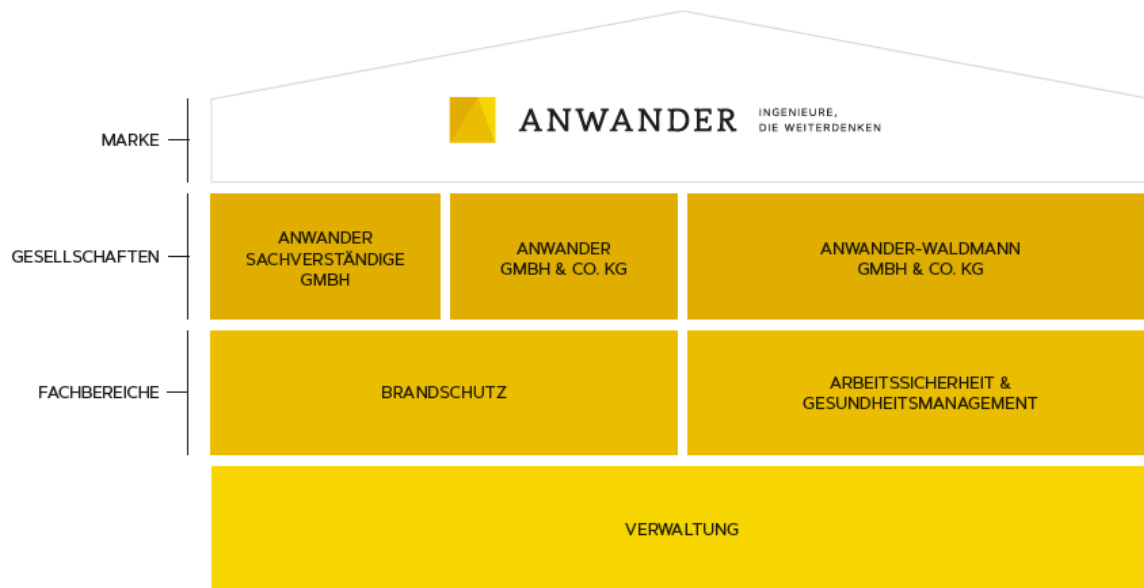 MARKE
ANWANDER
INGENIEURE,
DIE WEITERDENKEN
GESELLSCHAFTEN
ANWANDER
SACHVERSTÄNDIGE
GMBH
ANWANDER
GMBH & CO. KG
ANWANDER-WALDMANN
GMBH & CO. KG
FACHBEREICHE
BRANDSCHUTZ
ARBEITSSICHERHEIT &
GESUNDHEITSMANAGEMENT
VERWALTUNG